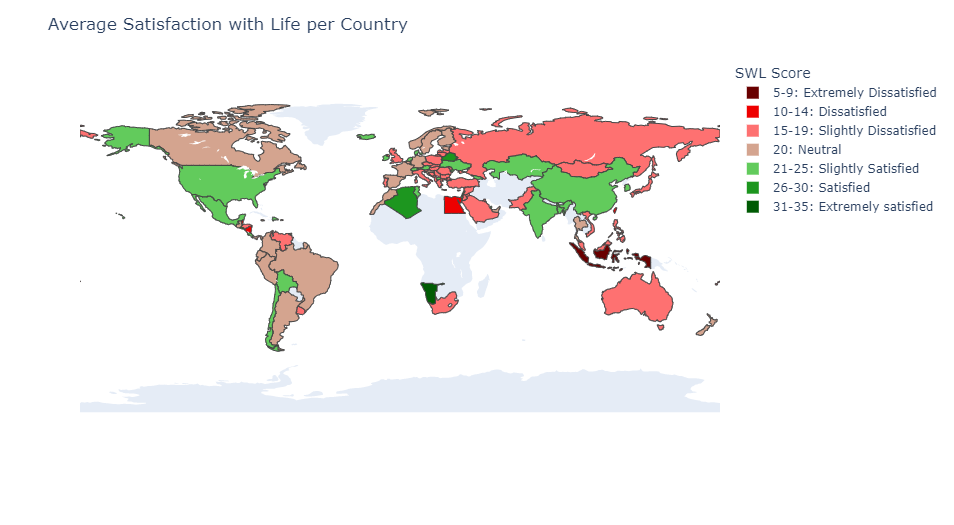 Average Satisfaction with Life per Country
SWL Score
5-9: Extremely Dissatisfied
10-14: Dissatisfied
15-19: Slightly Dissatisfied
20: Neutral
21-25: Slightly Satisfied
26-30: Satisfied
31-35: Extremely satisfied